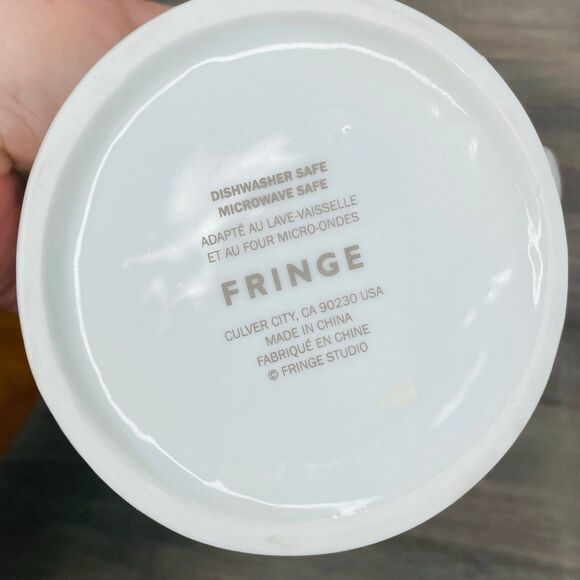 DISHWASHER SAFE
MICROWAVE SAFE
ADAPTÉ AU LAVE-VAISSELLE
ET AU FOUR MICRO-ONDES
FRINGE
CULVER CITY, CA 90230 USA
MADE IN CHINA
FABRIQUÉ EN CHINE
© FRINGE STUDIO